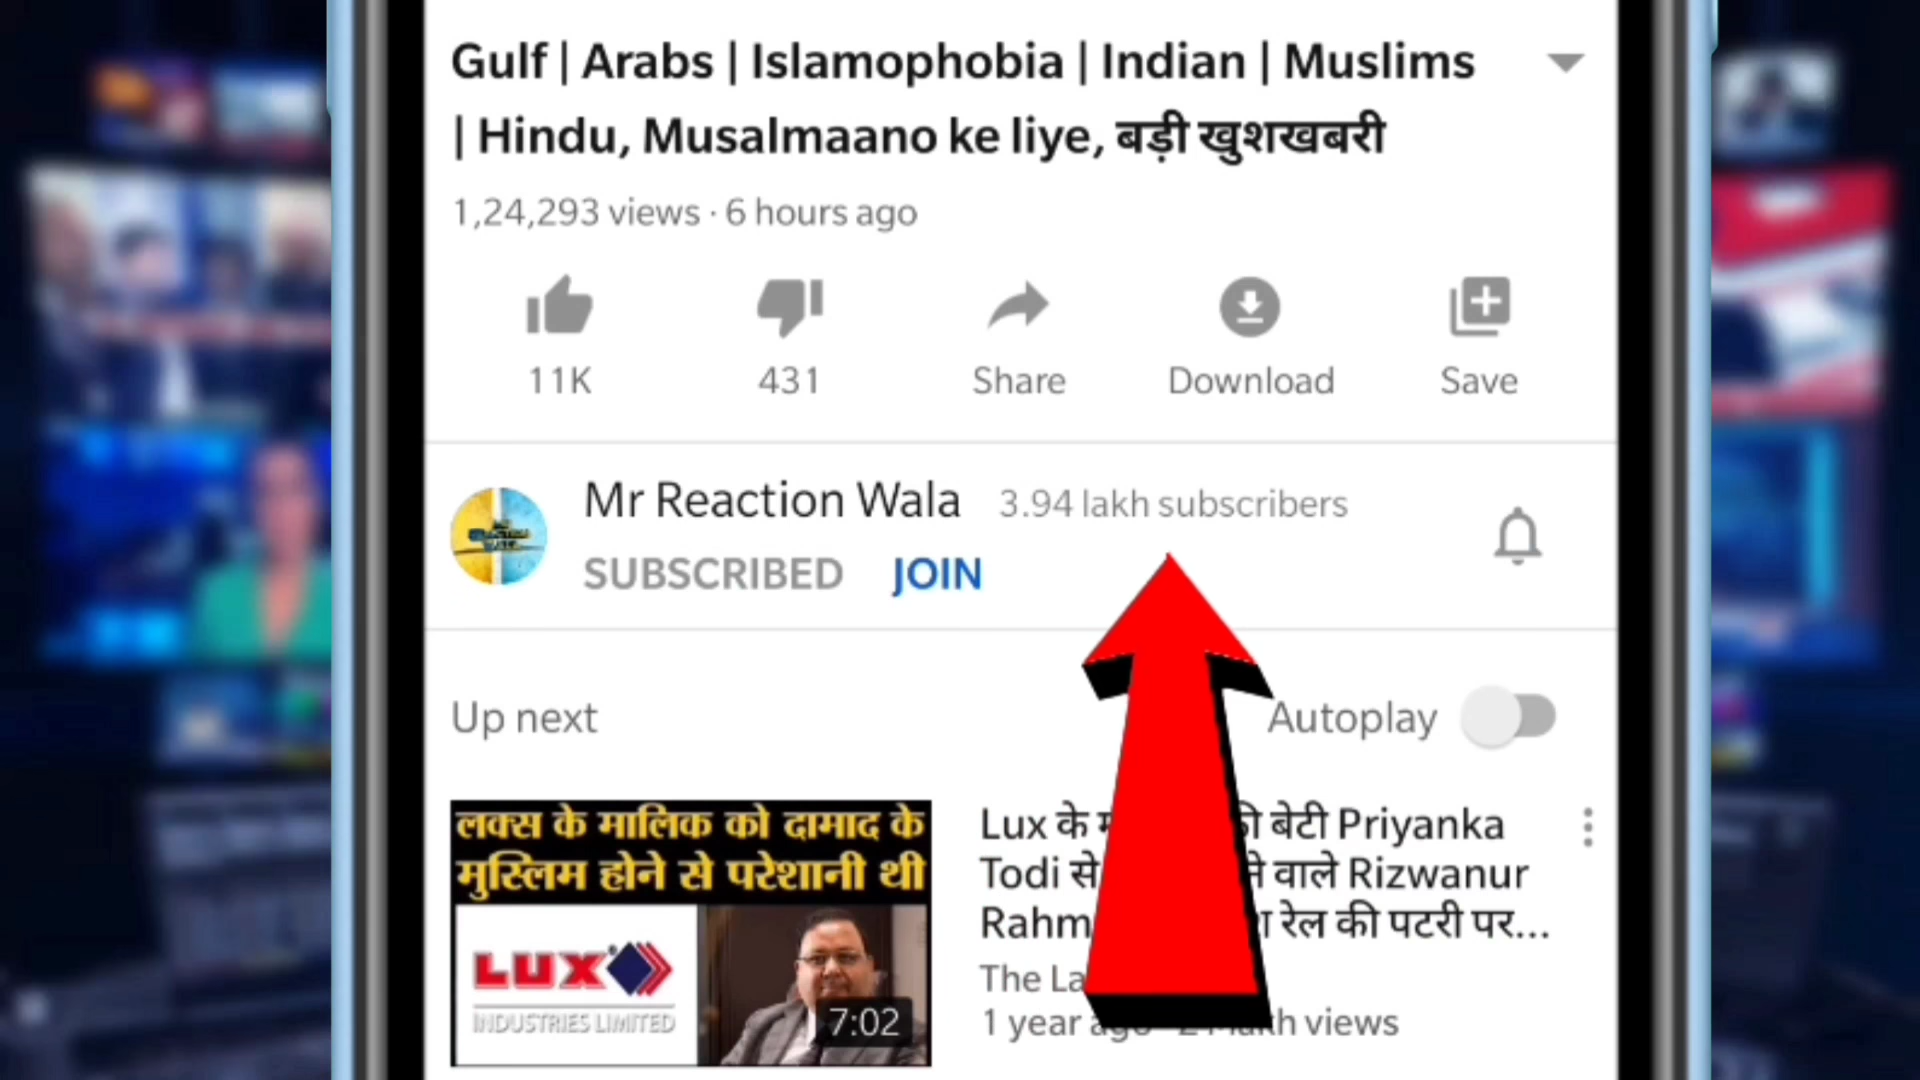 Gulf | Arabs | Islamophobia | Indian | Muslims
| Hindu, Musalmaano ke liye, बड़ी खुशखबरी
1,24,293 views · 6 hours ago
11K 431 Share Download Save
Mr Reaction Wala 3.94 lakh subscribers
SUBSCRIBED JOIN
Up next Autoplay
लक्स के मालिक को दामाद के
मुस्लिम होने से परेशानी थी
LUX
INDUSTRIES LIMITED
7:02
Lux के बेटी Priyanka
Todi से वाले Rizwanur
रेल की पटरी पर...
The
1 year views